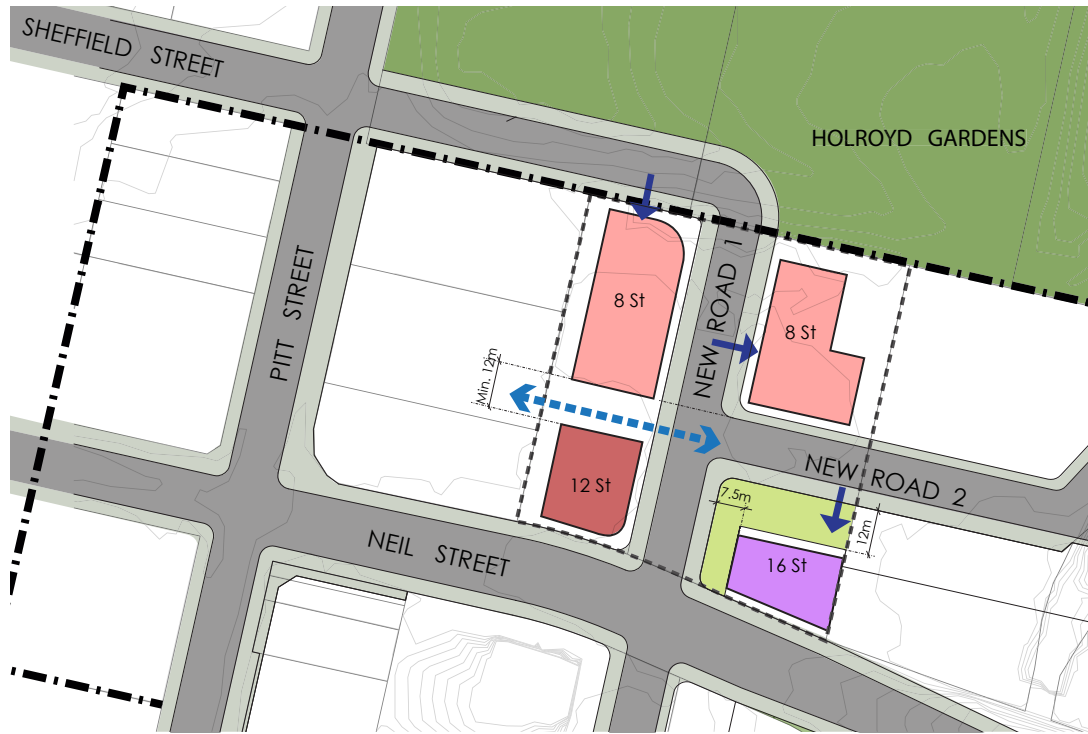 SHEFFIELD STREET
HOLROYD GARDENS
PITT STREET
NEW ROAD 1
8 St
8 St
Min. 12m
12 St
NEW ROAD 2
7.5m
12m
16 St
NEIL STREET